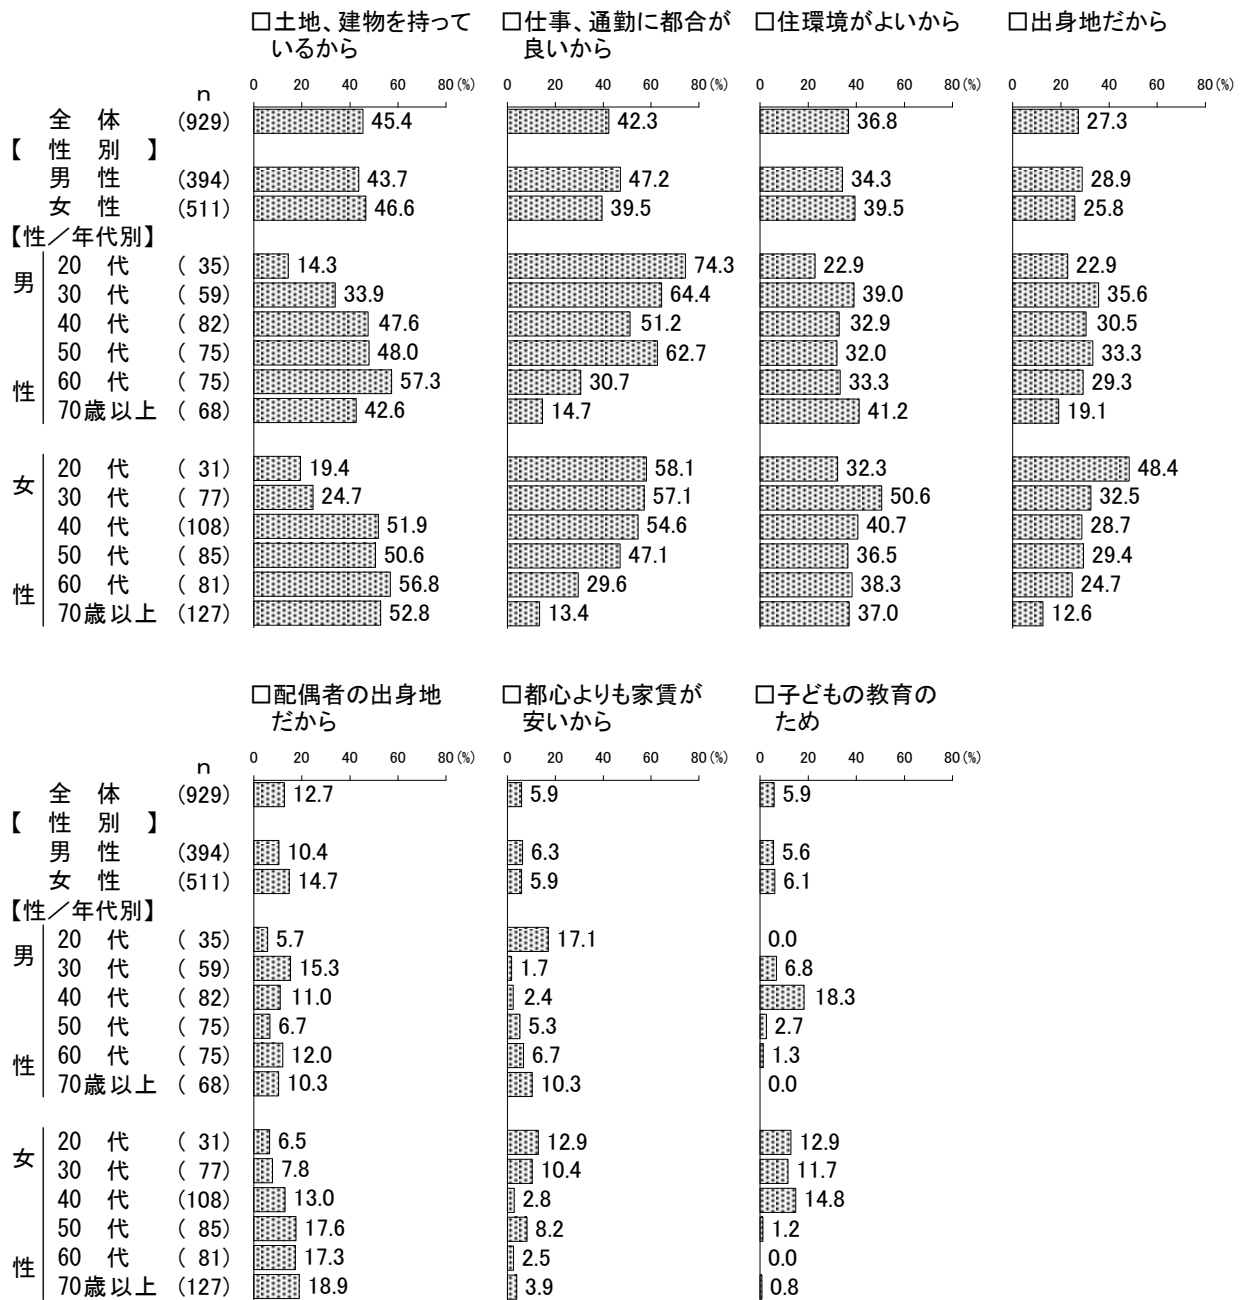 □土地、建物を持って □仕事、通勤に都合が □住環境がよいから □出身地だから
いるから 良いから
0 20 40 60 80 (%) 0 20 40 60 80 (%) 0 20 40 60 80 (%) 0 20 40 60 80 (%)
n
全 体 (929) 45.4 42.3 36.8 27.3
【 性 別 】
男 性 (394) 43.7 47.2 34.3 28.9
女 性 (511) 46.6 39.5 39.5 25.8
【性/年代別】
男性
20 代 ( 35) 14.3 74.3 22.9 22.9
30 代 ( 59) 33.9 64.4 39.0 35.6
40 代 ( 82) 47.6 51.2 32.9 30.5
50 代 ( 75) 48.0 62.7 32.0 33.3
60 代 ( 75) 57.3 30.7 33.3 29.3
70歳以上 ( 68) 42.6 14.7 41.2 19.1
女性
20 代 ( 31) 19.4 58.1 32.3 48.4
30 代 ( 77) 24.7 57.1 50.6 32.5
40 代 (108) 51.9 54.6 40.7 28.7
50 代 ( 85) 50.6 47.1 36.5 29.4
60 代 ( 81) 56.8 29.6 38.3 24.7
70歳以上 (127) 52.8 13.4 37.0 12.6
□配偶者の出身地 □都心よりも家賃が □子どもの教育の
だから 安いから ため
0 20 40 60 80 (%) 0 20 40 60 80 (%) 0 20 40 60 80 (%)
n
全 体 (929) 12.7 5.9 5.9
【 性 別 】
男 性 (394) 10.4 6.3 5.6
女 性 (511) 14.7 5.9 6.1
【性/年代別】
男性
20 代 ( 35) 5.7 17.1 0.0
30 代 ( 59) 15.3 1.7 6.8
40 代 ( 82) 11.0 2.4 18.3
50 代 ( 75) 6.7 5.3 2.7
60 代 ( 75) 12.0 6.7 1.3
70歳以上 ( 68) 10.3 10.3 0.0
女性
20 代 ( 31) 6.5 12.9 12.9
30 代 ( 77) 7.8 10.4 11.7
40 代 (108) 13.0 2.8 14.8
50 代 ( 85) 17.6 8.2 1.2
60 代 ( 81) 17.3 2.5 0.0
70歳以上 (127) 18.9 3.9 0.8